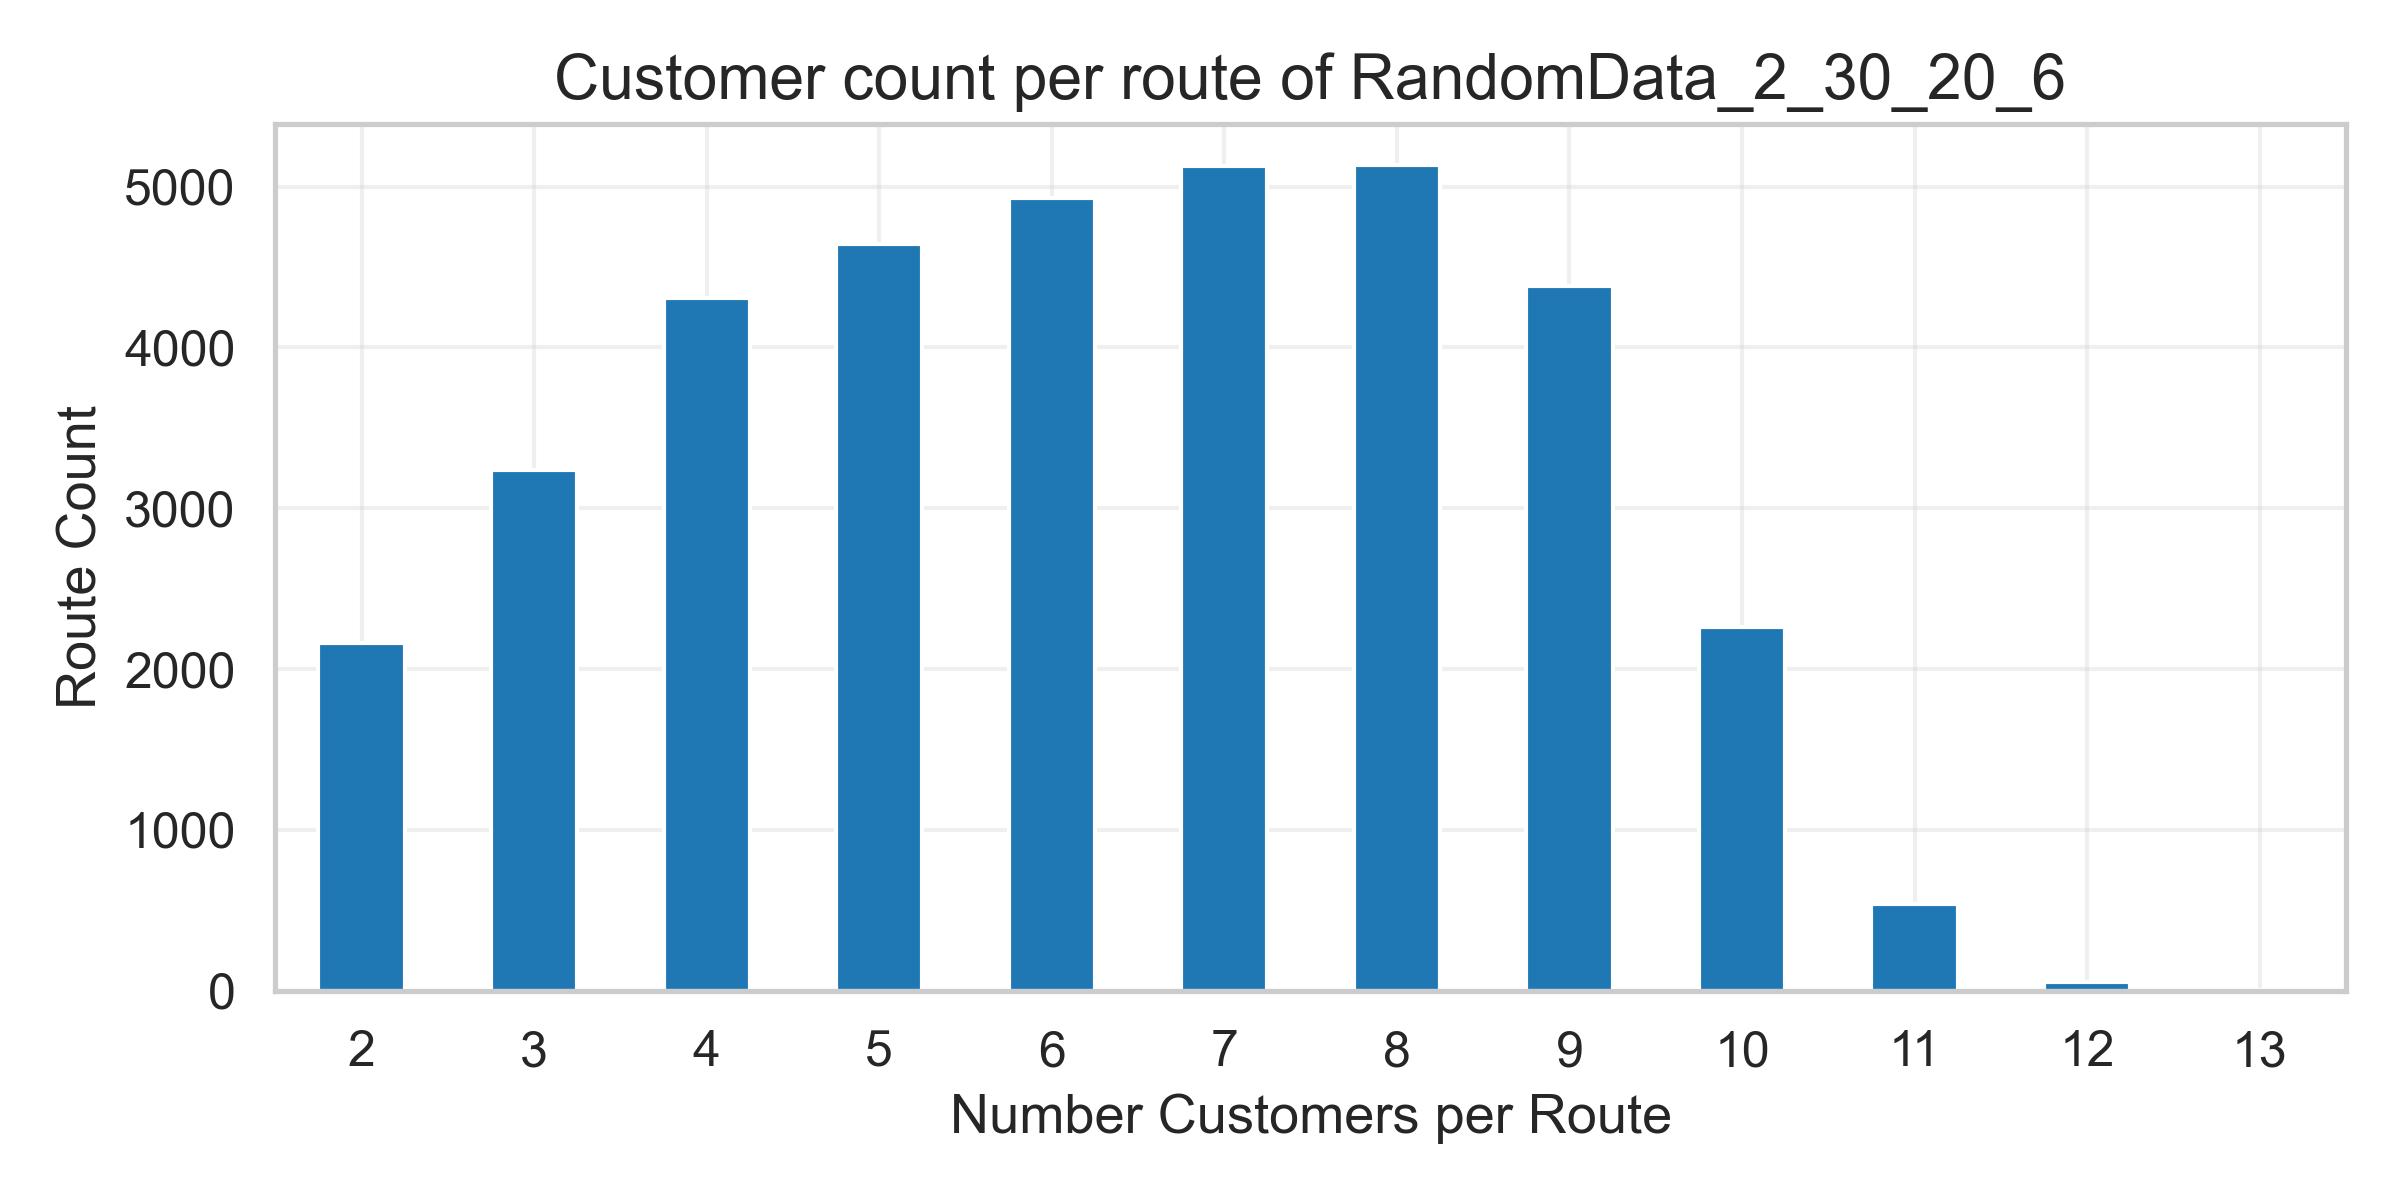 Customer count per route of RandomData_2_30_20_6
5000
4000
3000
2000
1000
0
Route Count
2 3 4 5 6 7 8 9 10 11 12 13
Number Customers per Route